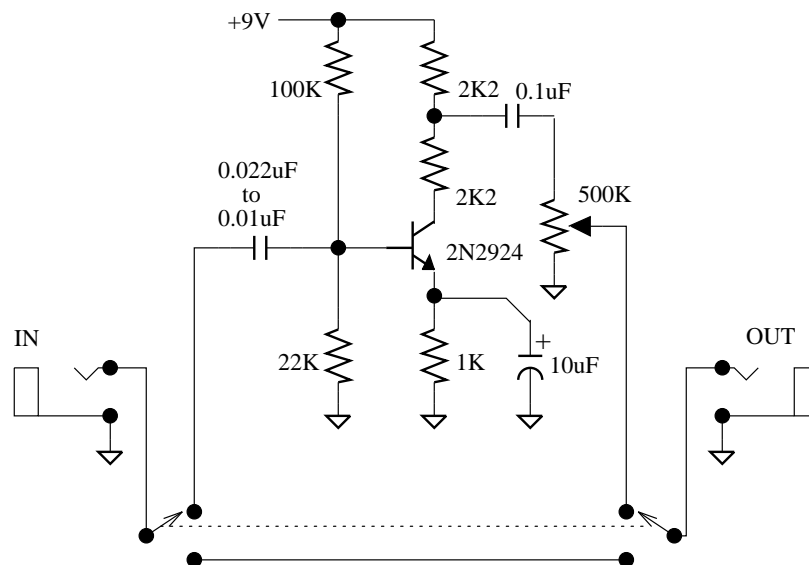 +9V
100K
2K2
0.1uF
0.022uF
to
0.01uF
2K2
500K
2N2924
IN
22K
1K
+
10uF
OUT